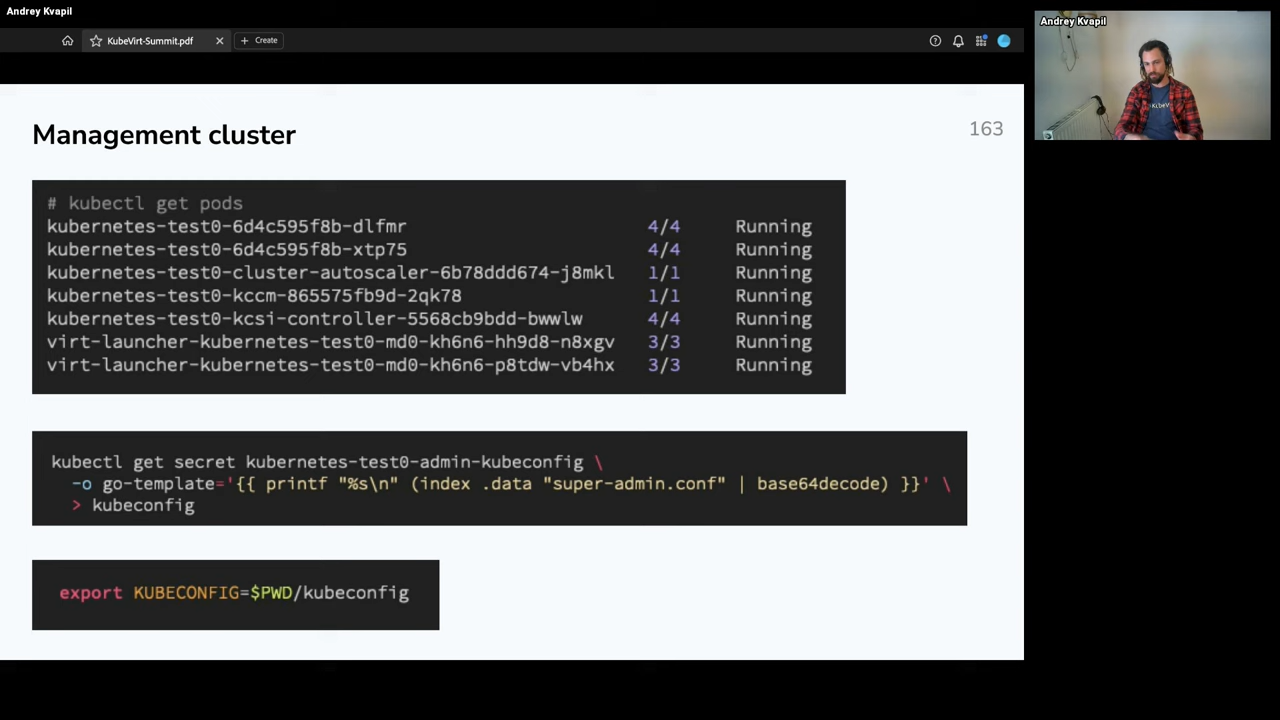 Andrey Kvapil
KubeVirt-Summit.pdf
Create
Andrey Kvapil
Management cluster
163
# kubectl get pods
kubernetes-test0-6d4c595f8b-dlfmr 4/4 Running
kubernetes-test0-6d4c595f8b-xtp75 4/4 Running
kubernetes-test0-cluster-autoscaler-6b78ddd674-j8mkl 1/1 Running
kubernetes-test0-kccm-865575fb9d-2qk78 1/1 Running
kubernetes-test0-kcsi-controller-5568cb9bdd-bwwlw 4/4 Running
virt-launcher-kubernetes-test0-md0-kh6n6-hh9d8-n8xgv 3/3 Running
virt-launcher-kubernetes-test0-md0-kh6n6-p8tdw-vb4hx 3/3 Running
kubectl get secret kubernetes-test0-admin-kubeconfig \
-o go-template='{{ printf "%s\n" (index .data "super-admin.conf" | base64decode) }}' \
> kubeconfig
export KUBECONFIG=$PWD/kubeconfig